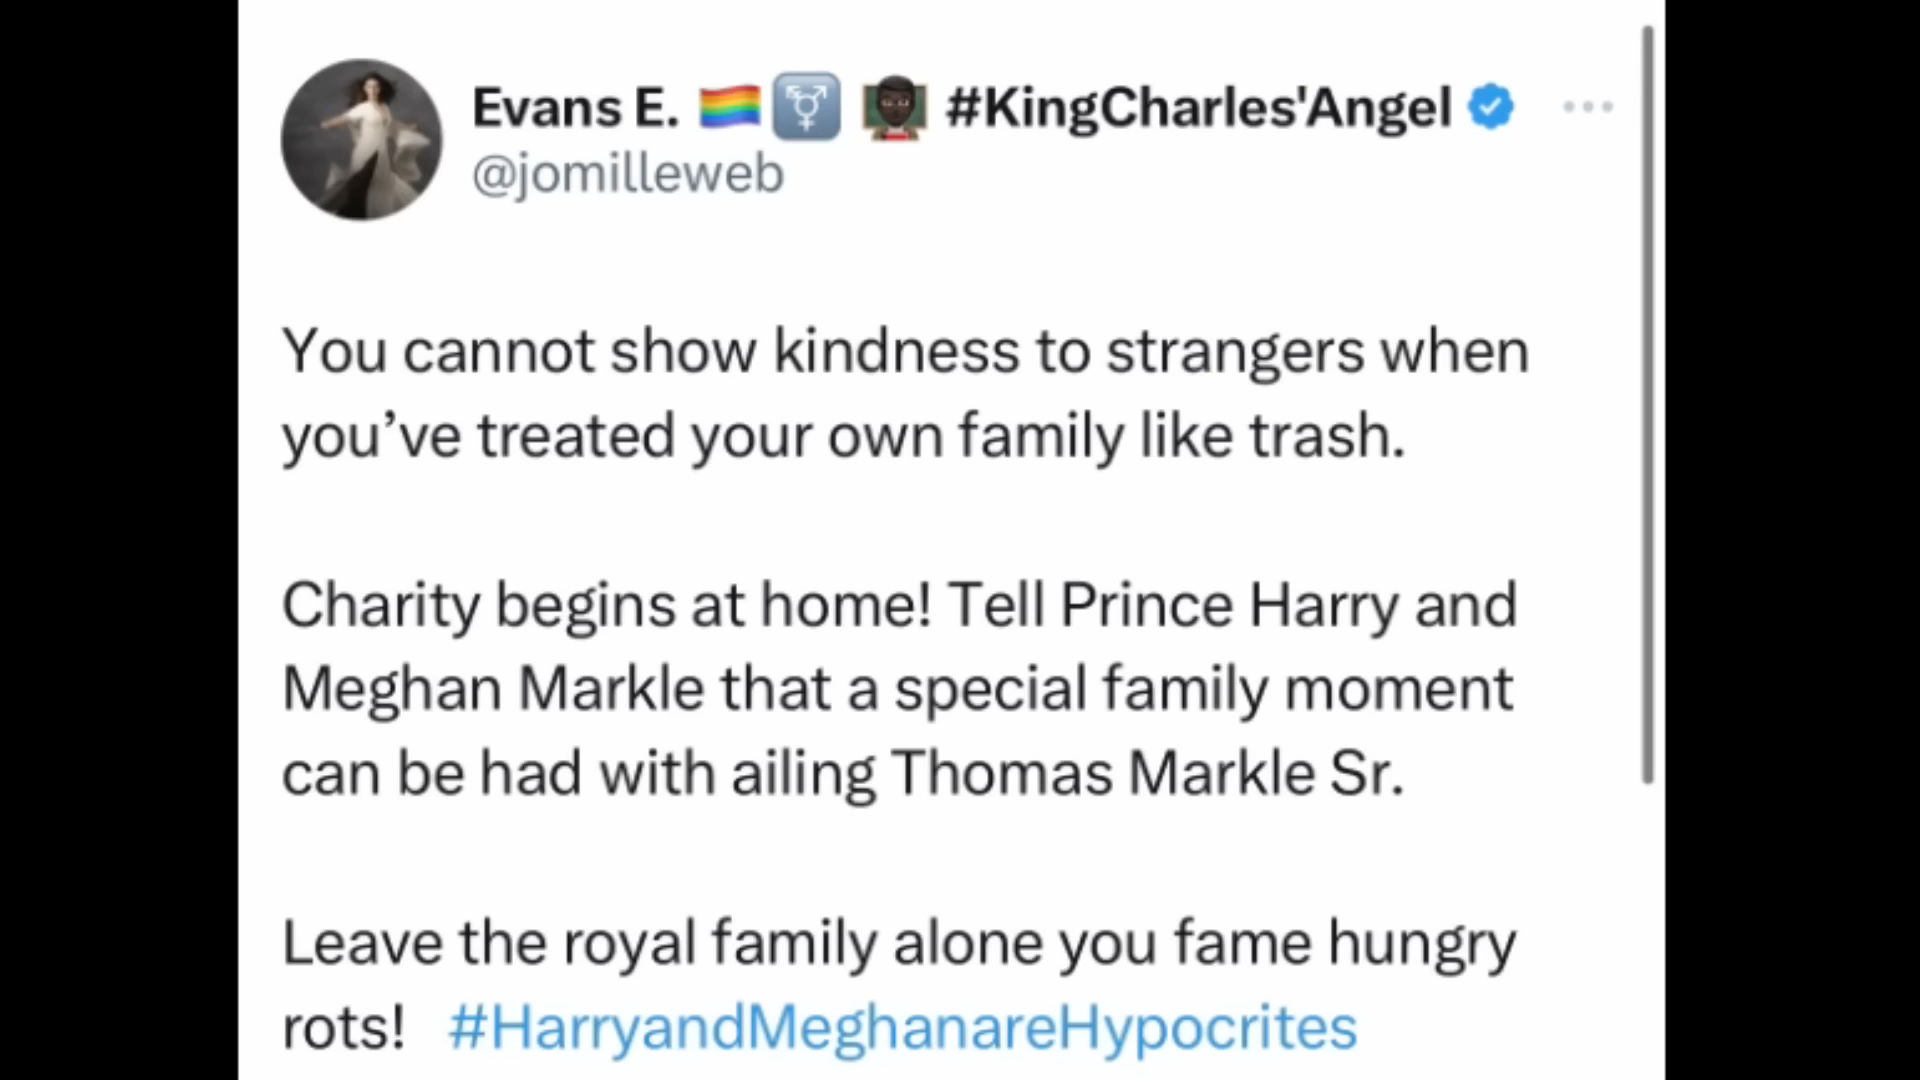 Evans E. 🏳️‍🌈⚧️👨🏿‍🏫 #KingCharles'Angel
@jomilleweb
You cannot show kindness to strangers when
you’ve treated your own family like trash.
Charity begins at home! Tell Prince Harry and
Meghan Markle that a special family moment
can be had with ailing Thomas Markle Sr.
Leave the royal family alone you fame hungry
rots! #HarryandMeghanareHypocrites